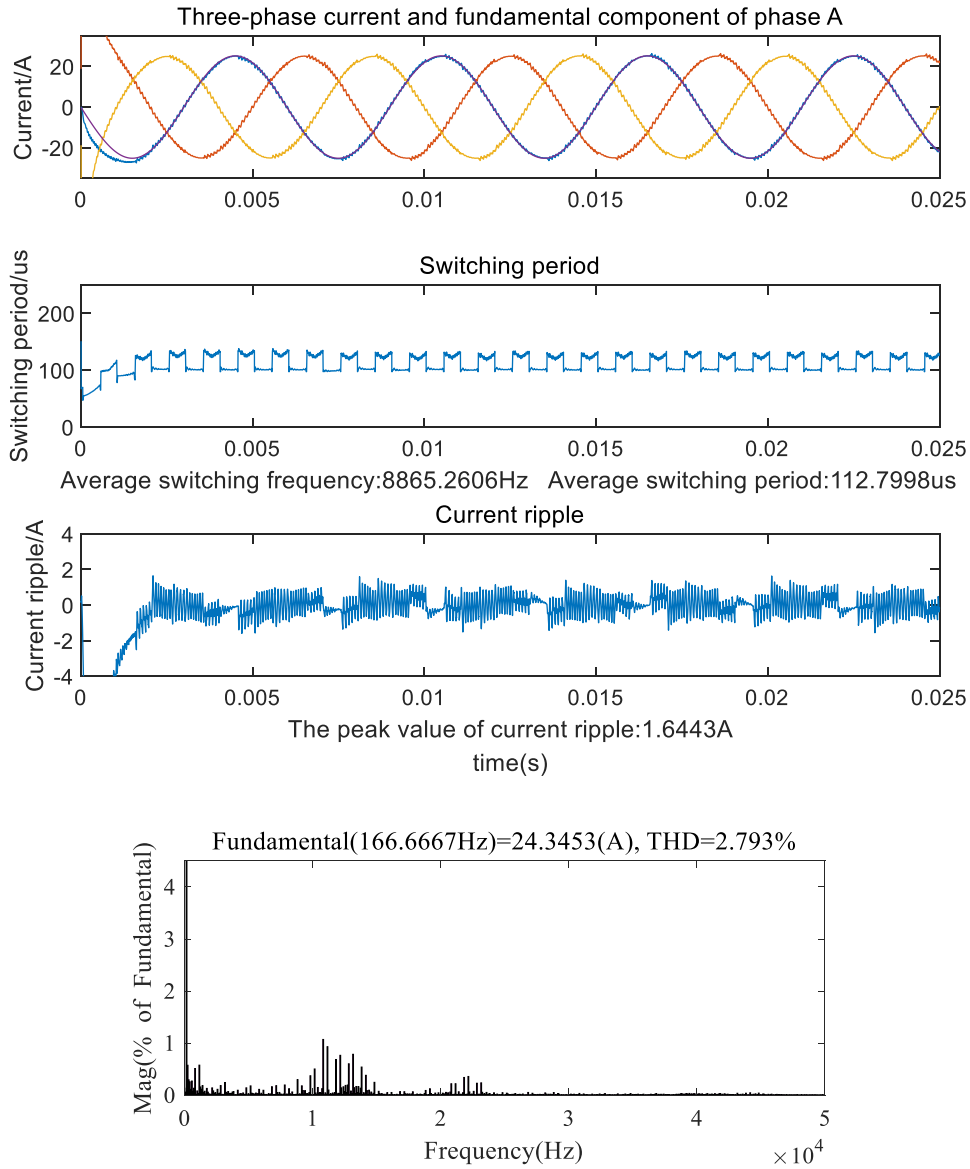 Three-phase current and fundamental component of phase A
Current/A
20
0
-20
0 0.005 0.01 0.015 0.02 0.025
Switching period
Switching period/us
200
100
0
0 0.005 0.01 0.015 0.02 0.025
Average switching frequency:8865.2606Hz Average switching period:112.7998us
Current ripple
Current ripple/A
4
2
0
-2
-4
0 0.005 0.01 0.015 0.02 0.025
The peak value of current ripple:1.6443A
time(s)
Fundamental(166.6667Hz)=24.3453(A), THD=2.793%
Mag(% of Fundamental)
4
3
2
1
0
0 1 2 3 4 5
Frequency(Hz)
×10^4